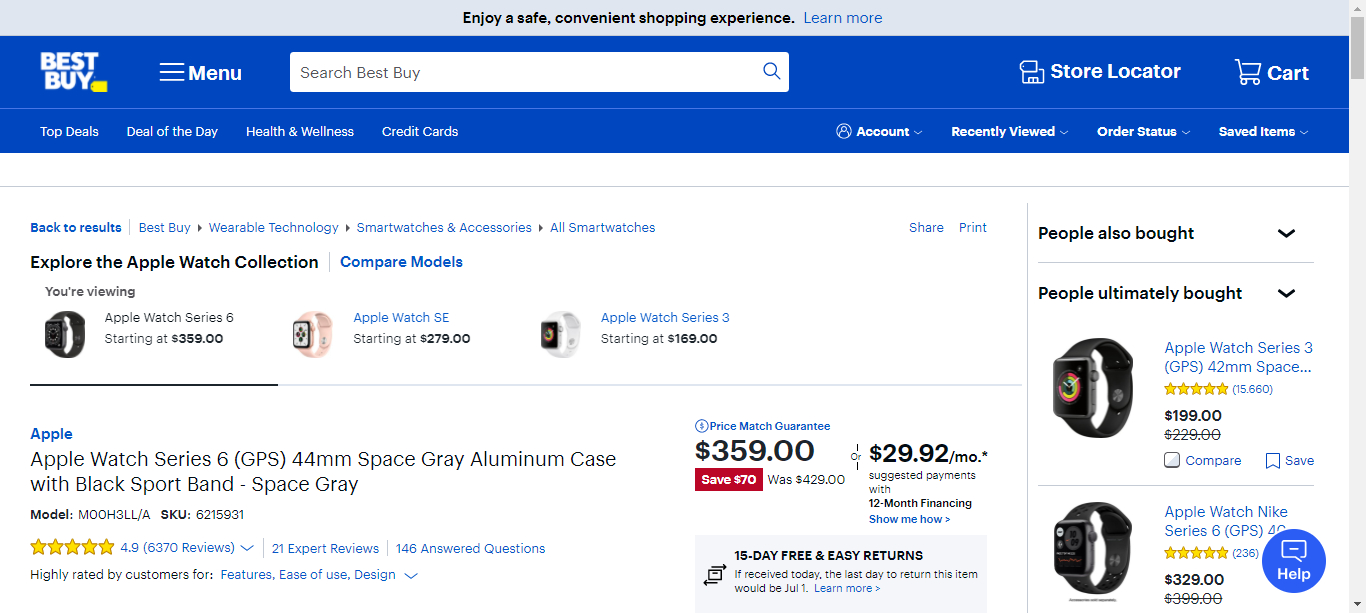 Enjoy a safe, convenient shopping experience. Learn more
BEST
BUY
Menu
Search Best Buy
Store Locator
Cart
Top Deals
Deal of the Day
Health & Wellness
Credit Cards
Account
Recently Viewed
Order Status
Saved Items
Back to results
Best Buy
Wearable Technology
Smartwatches & Accessories
All Smartwatches
Share
Print
Explore the Apple Watch Collection
Compare Models
You're viewing
Apple Watch Series 6
Starting at $359.00
Apple Watch SE
Starting at $279.00
Apple Watch Series 3
Starting at $169.00
Apple
Apple Watch Series 6 (GPS) 44mm Space Gray Aluminum Case
with Black Sport Band - Space Gray
Model: M00H3LL/A SKU: 6215931
4.9 (6370 Reviews)
21 Expert Reviews
146 Answered Questions
Highly rated by customers for: Features, Ease of use, Design
Price Match Guarantee
$359.00
Save $70
Was $429.00
or
$29.92/mo.*
suggested payments
with
12-Month Financing
Show me how >
15-DAY FREE & EASY RETURNS
If received today, the last day to return this item
would be Jul 1. Learn more >
People also bought
People ultimately bought
Apple Watch Series 3
(GPS) 42mm Space...
(15,660)
$199.00
$229.00
Compare
Save
Apple Watch Nike
Series 6 (GPS)
(236)
$329.00
$399.00
Help